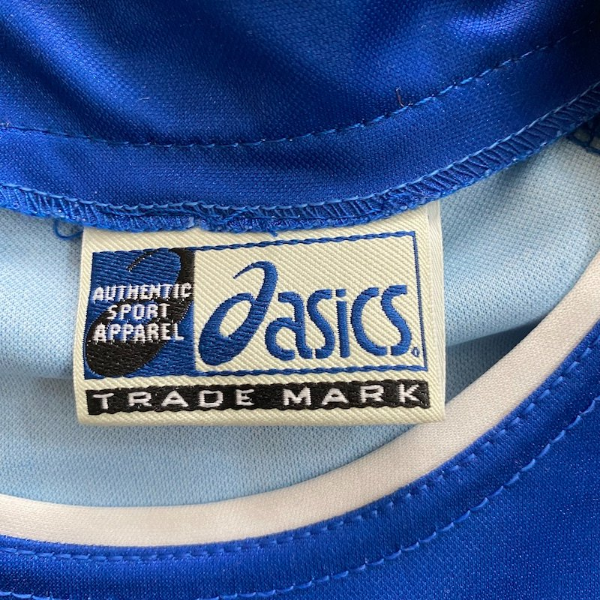 AUTHENTIC
SPORT
APPAREL
asics
TRADE MARK